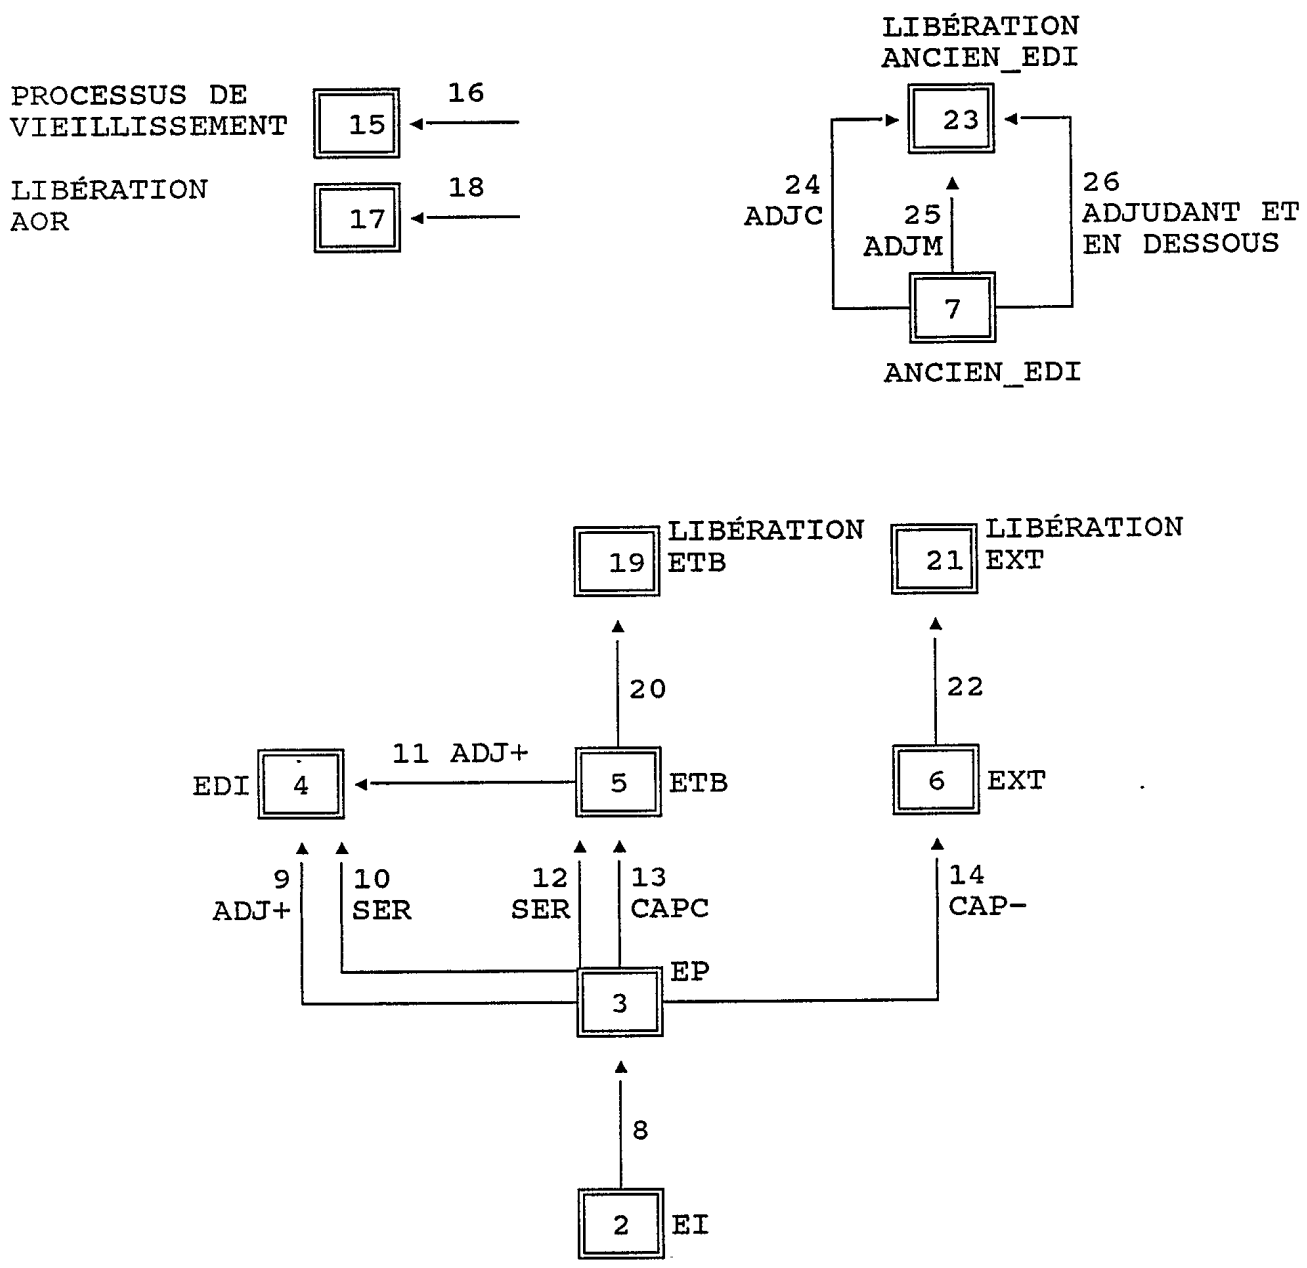 PROCESSUS DE
VIEILLISSEMENT
15
16
LIBÉRATION
AOR
17
18
LIBÉRATION
ANCIEN_EDI
23
24
ADJC
25
ADJM
26
ADJUDANT ET
EN DESSOUS
7
ANCIEN_EDI
19
LIBÉRATION
ETB
21
LIBÉRATION
EXT
20
22
11 ADJ+
EDI
4
5
ETB
6
EXT
9
ADJ+
10
SER
12
SER
13
CAPC
14
CAP-
EP
3
8
2
EI